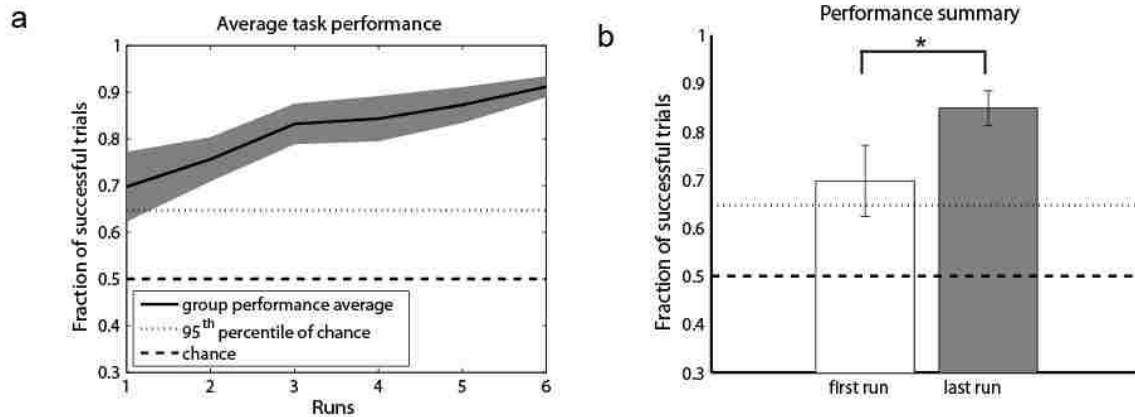 a
Average task performance
Fraction of successful trials
1
0.9
0.8
0.7
0.6
0.5
0.4
0.3
group performance average
95th percentile of chance
chance
1 2 3 4 5 6
Runs
b
Performance summary
Fraction of successful trials
1
0.9
0.8
0.7
0.6
0.5
0.4
0.3
*
first run last run